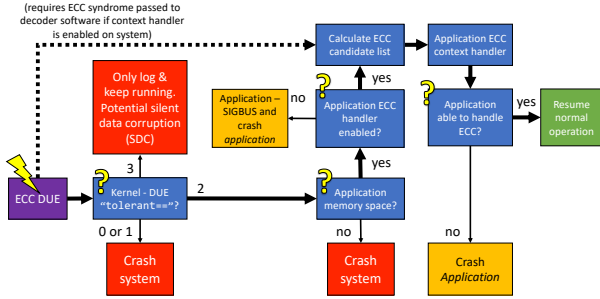 (requires ECC syndrome passed to
decoder software if context handler
is enabled on system)
Calculate ECC
candidate list
Application ECC
context handler
Only log &
keep running.
Potential silent
data corruption
(SDC)
yes
Application –
SIGBUS and
crash
application
no
?
Application
ECC handler
enabled?
?
Application
able to handle
ECC?
yes
Resume
normal
operation
3
yes
ECC DUE
?
Kernel - DUE
“tolerant==”?
2
?
Application
memory space?
0 or 1
no
no
Crash
system
Crash
system
Crash
Application